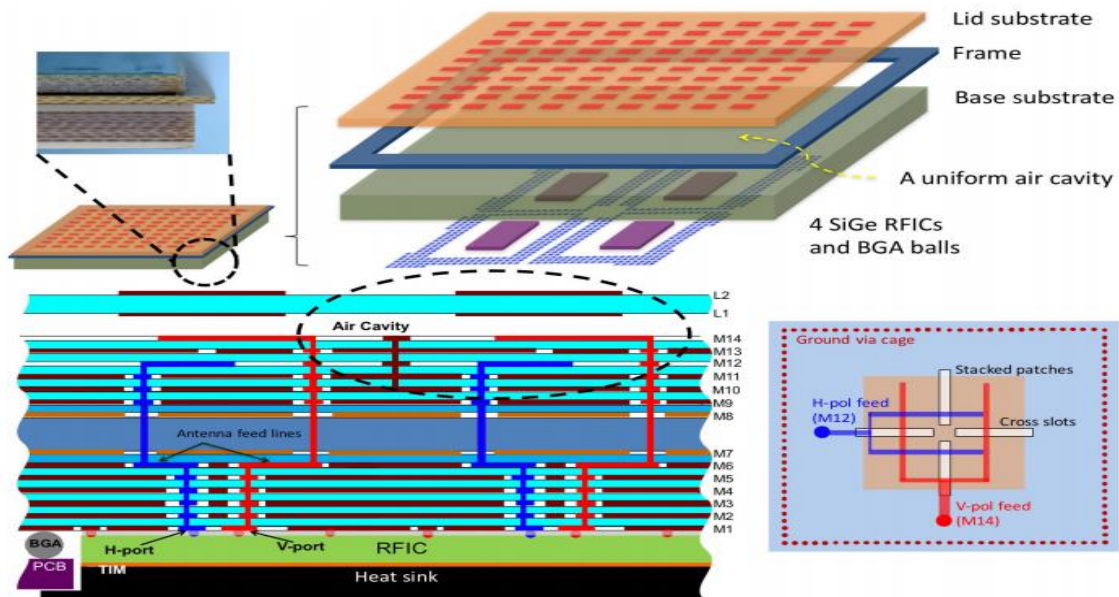 Lid substrate
Frame
Base substrate
A uniform air cavity
4 SiGe RFICs
and BGA balls
L2
L1
Air Cavity
M14
M13
M12
M11
M10
M9
M8
Antenna feed lines
M7
M6
M5
M4
M3
M2
M1
H-port
V-port
BGA
PCB
RFIC
TIM
Heat sink
Ground via cage
Stacked patches
H-pol feed
(M12)
Cross slots
V-pol feed
(M14)